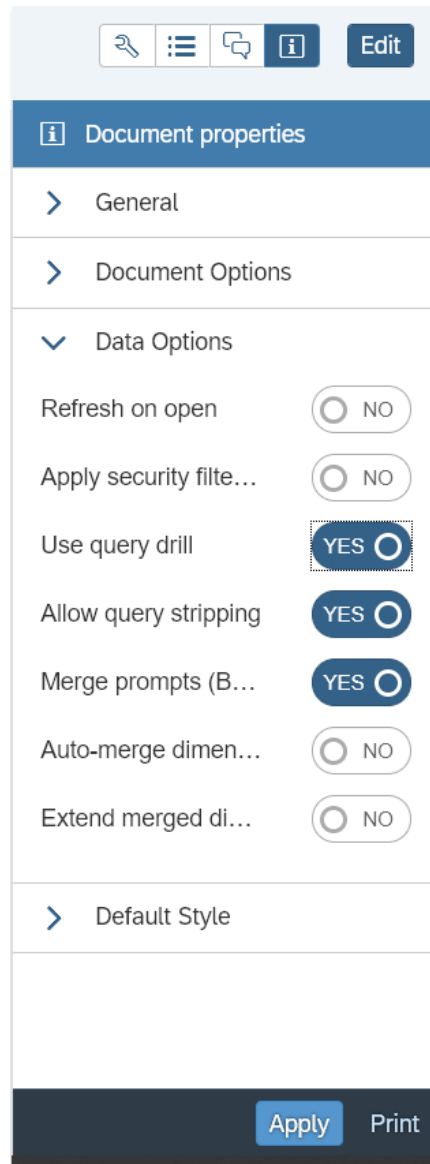 Edit
Document properties
General
Document Options
Data Options
Refresh on open NO
Apply security filte... NO
Use query drill YES
Allow query stripping YES
Merge prompts (B... YES
Auto-merge dimen... NO
Extend merged di... NO
Default Style
Apply Print